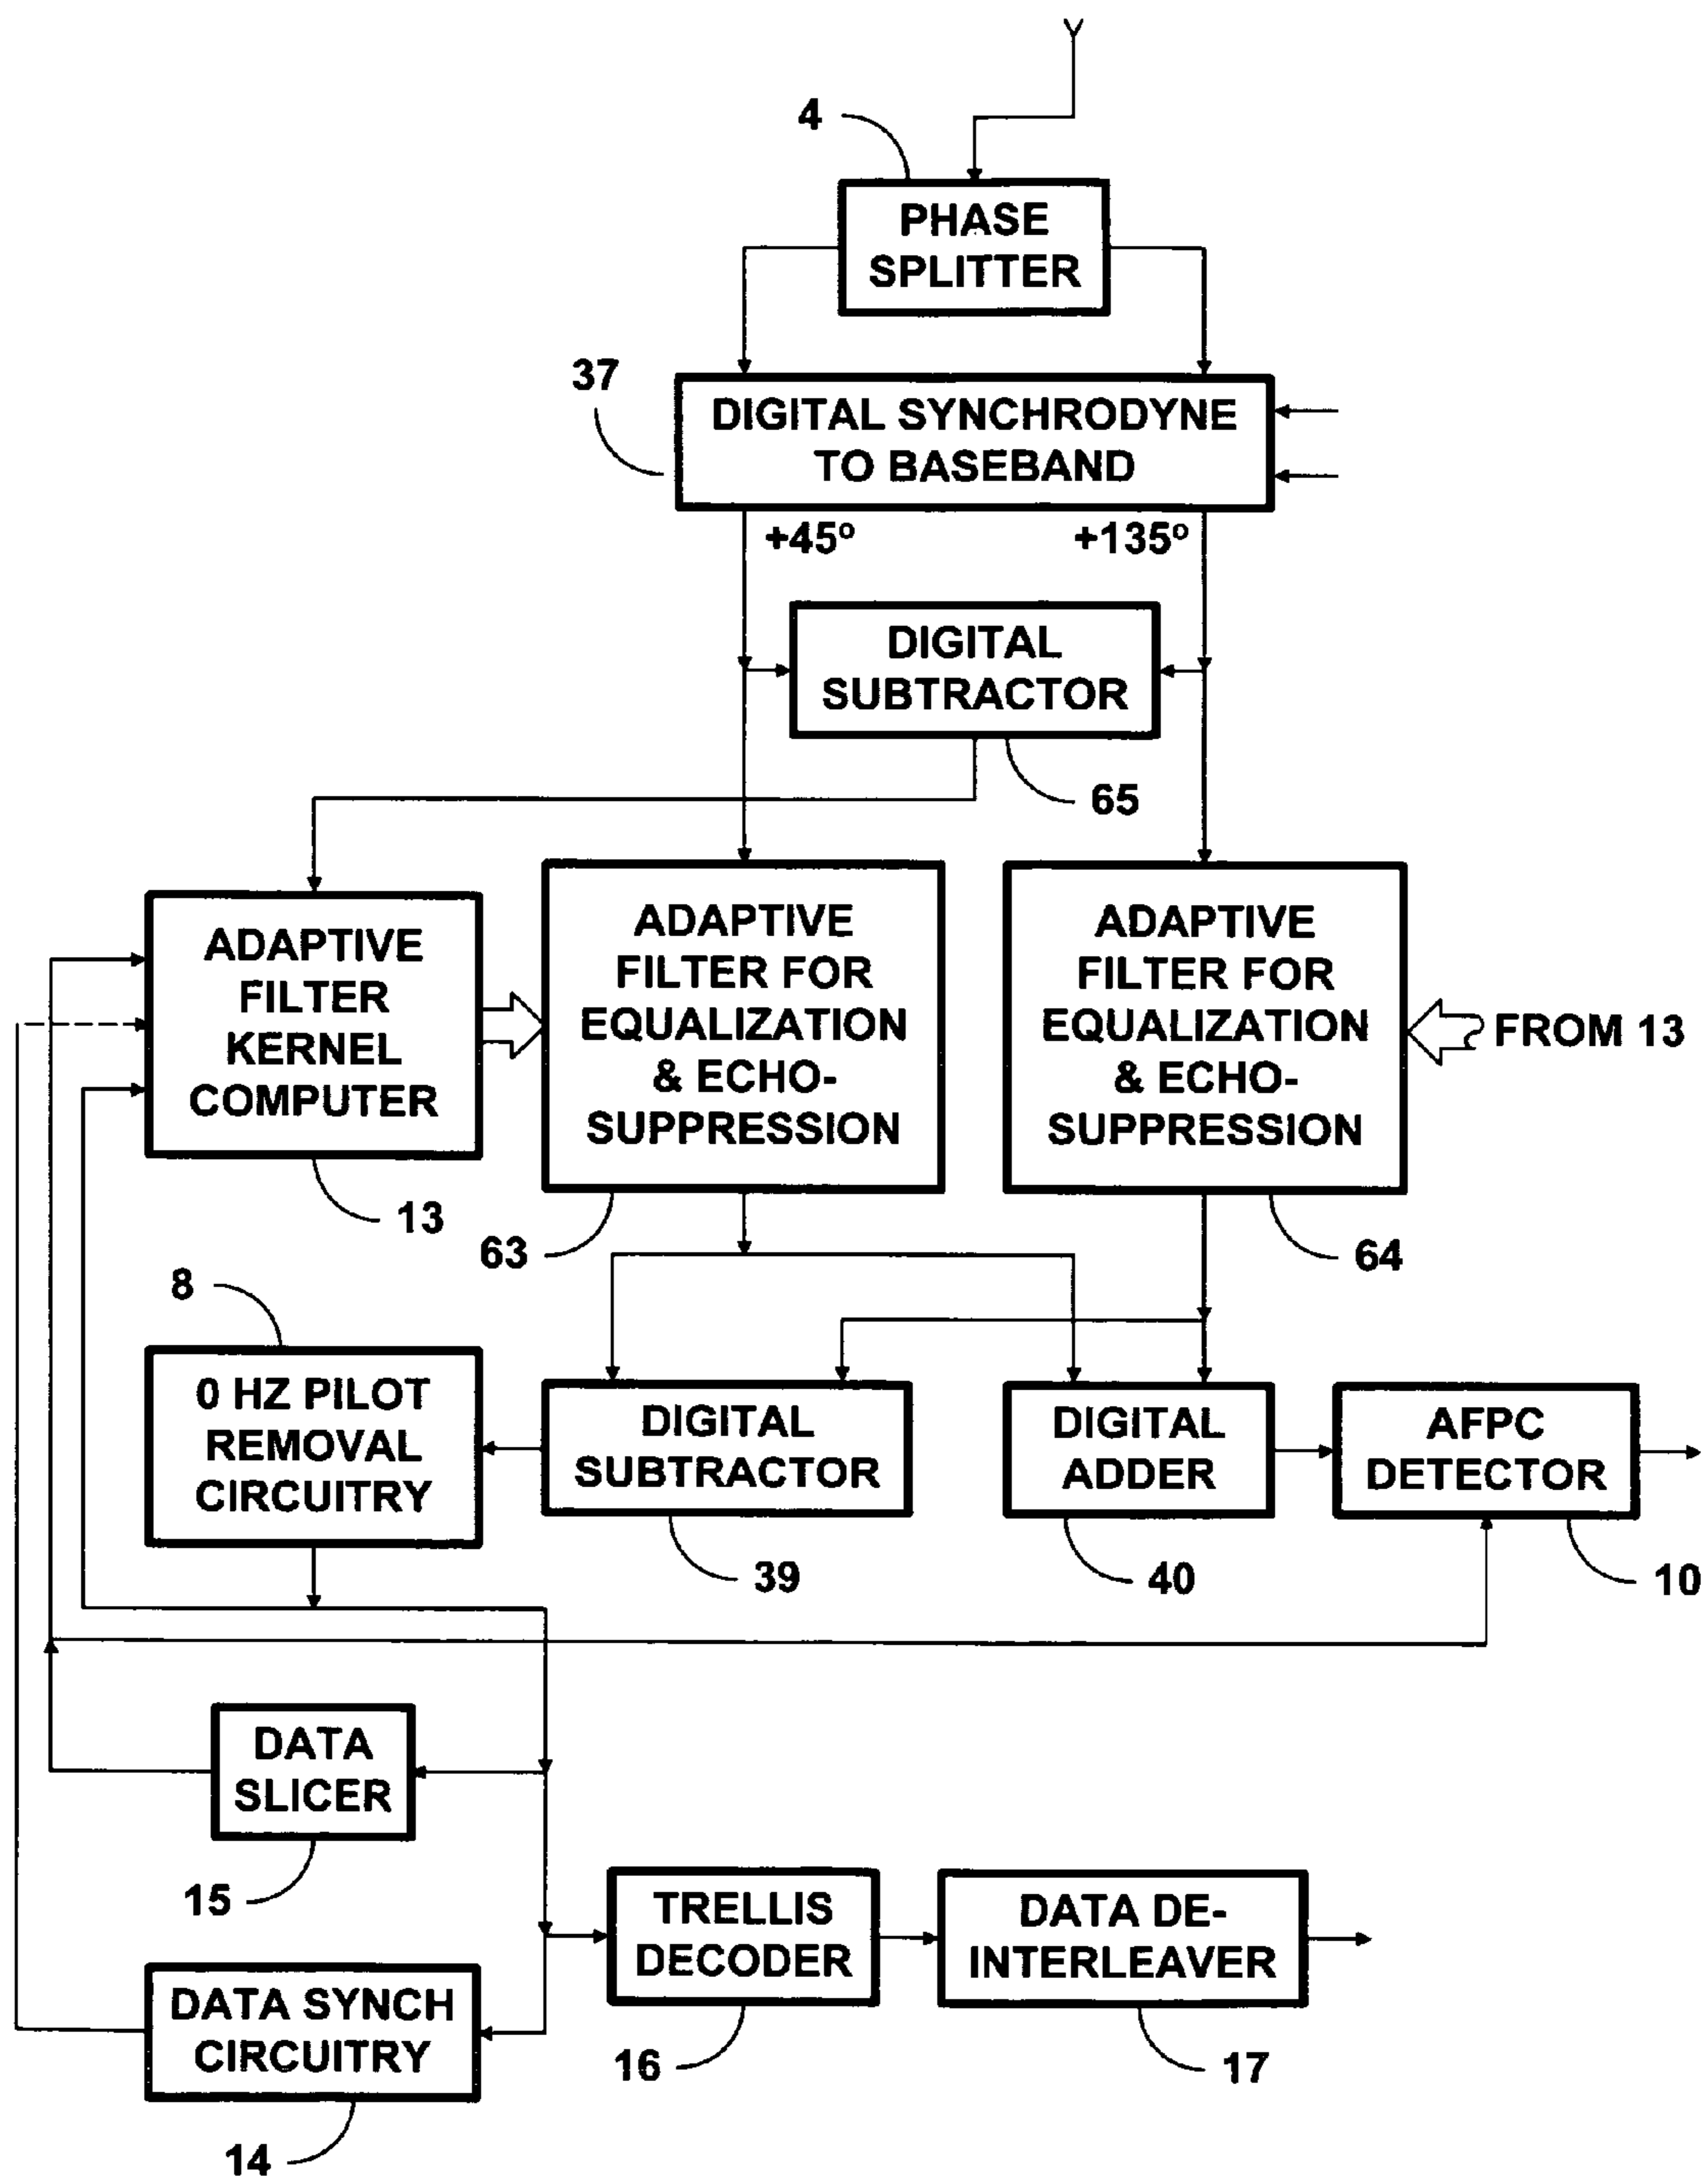 Y
4
PHASE
SPLITTER
37
DIGITAL SYNCHRODYNE
TO BASEBAND
+45º
+135º
DIGITAL
SUBTRACTOR
65
ADAPTIVE
FILTER
KERNEL
COMPUTER
13
ADAPTIVE
FILTER FOR
EQUALIZATION
& ECHO-
SUPPRESSION
63
ADAPTIVE
FILTER FOR
EQUALIZATION
& ECHO-
SUPPRESSION
64
FROM 13
8
0 HZ PILOT
REMOVAL
CIRCUITRY
DIGITAL
SUBTRACTOR
39
DIGITAL
ADDER
40
AFPC
DETECTOR
10
DATA
SLICER
15
TRELLIS
DECODER
16
DATA DE-
INTERLEAVER
17
DATA SYNCH
CIRCUITRY
14